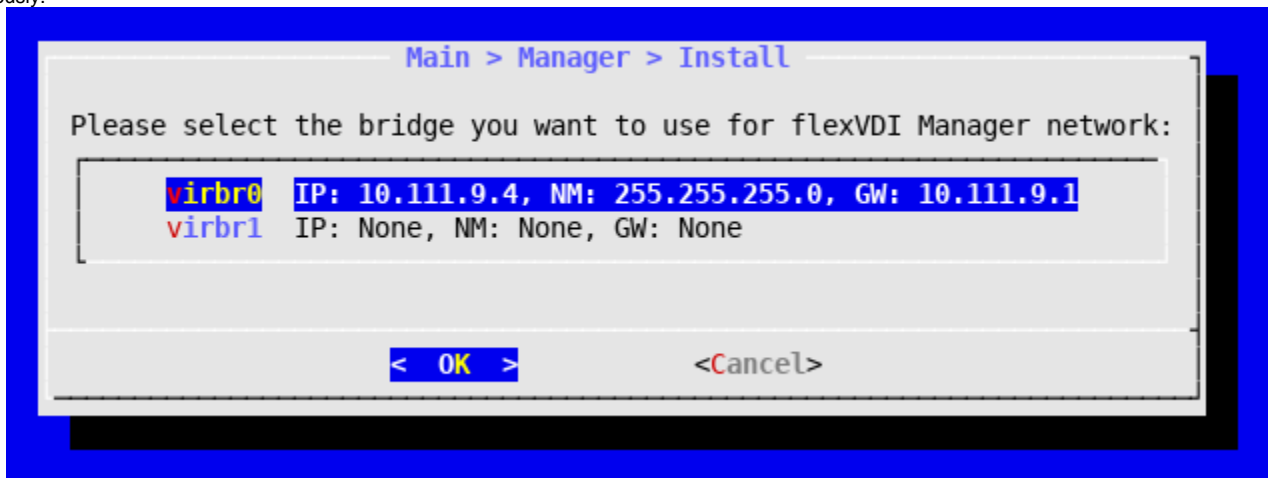 ously.
Main > Manager > Install
Please select the bridge you want to use for flexVDI Manager network:
virbr0 IP: 10.111.9.4, NM: 255.255.255.0, GW: 10.111.9.1
virbr1 IP: None, NM: None, GW: None
< OK > <Cancel>